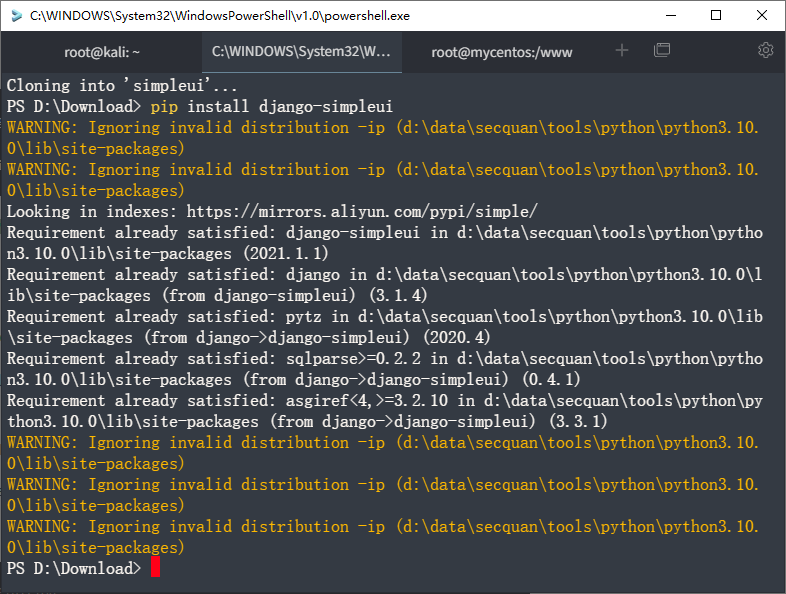 C:\WINDOWS\System32\WindowsPowerShell\v1.0\powershell.exe
root@kali: ~
C:\WINDOWS\System32\W...
root@mycentos:/www
Cloning into 'simpleui'...
PS D:\Download> pip install django-simpleui
WARNING: Ignoring invalid distribution -ip (d:\data\secquan\tools\python\python3.10.
0\lib\site-packages)
WARNING: Ignoring invalid distribution -ip (d:\data\secquan\tools\python\python3.10.
0\lib\site-packages)
Looking in indexes: https://mirrors.aliyun.com/pypi/simple/
Requirement already satisfied: django-simpleui in d:\data\secquan\tools\python\pytho
n3.10.0\lib\site-packages (2021.1.1)
Requirement already satisfied: django in d:\data\secquan\tools\python\python3.10.0\l
ib\site-packages (from django-simpleui) (3.1.4)
Requirement already satisfied: pytz in d:\data\secquan\tools\python\python3.10.0\lib
\site-packages (from django->django-simpleui) (2020.4)
Requirement already satisfied: sqlparse>=0.2.2 in d:\data\secquan\tools\python\pytho
n3.10.0\lib\site-packages (from django->django-simpleui) (0.4.1)
Requirement already satisfied: asgiref<4,>=3.2.10 in d:\data\secquan\tools\python\py
thon3.10.0\lib\site-packages (from django->django-simpleui) (3.3.1)
WARNING: Ignoring invalid distribution -ip (d:\data\secquan\tools\python\python3.10.
0\lib\site-packages)
WARNING: Ignoring invalid distribution -ip (d:\data\secquan\tools\python\python3.10.
0\lib\site-packages)
WARNING: Ignoring invalid distribution -ip (d:\data\secquan\tools\python\python3.10.
0\lib\site-packages)
PS D:\Download>